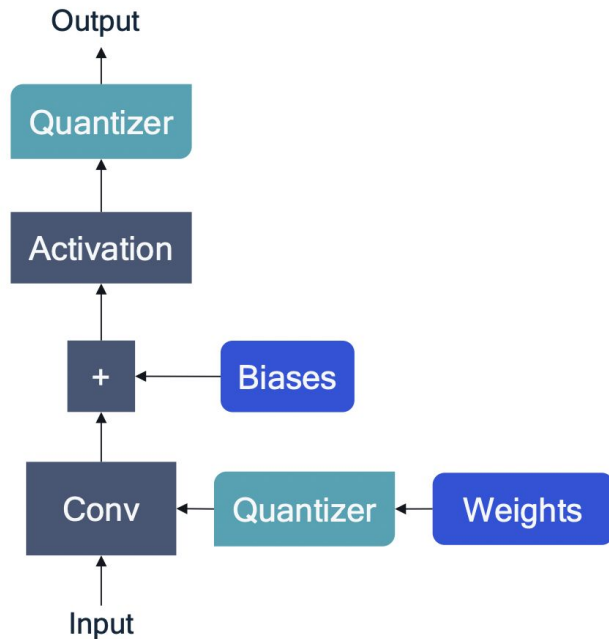 Output
Quantizer
Activation
+
Biases
Conv
Quantizer
Weights
Input